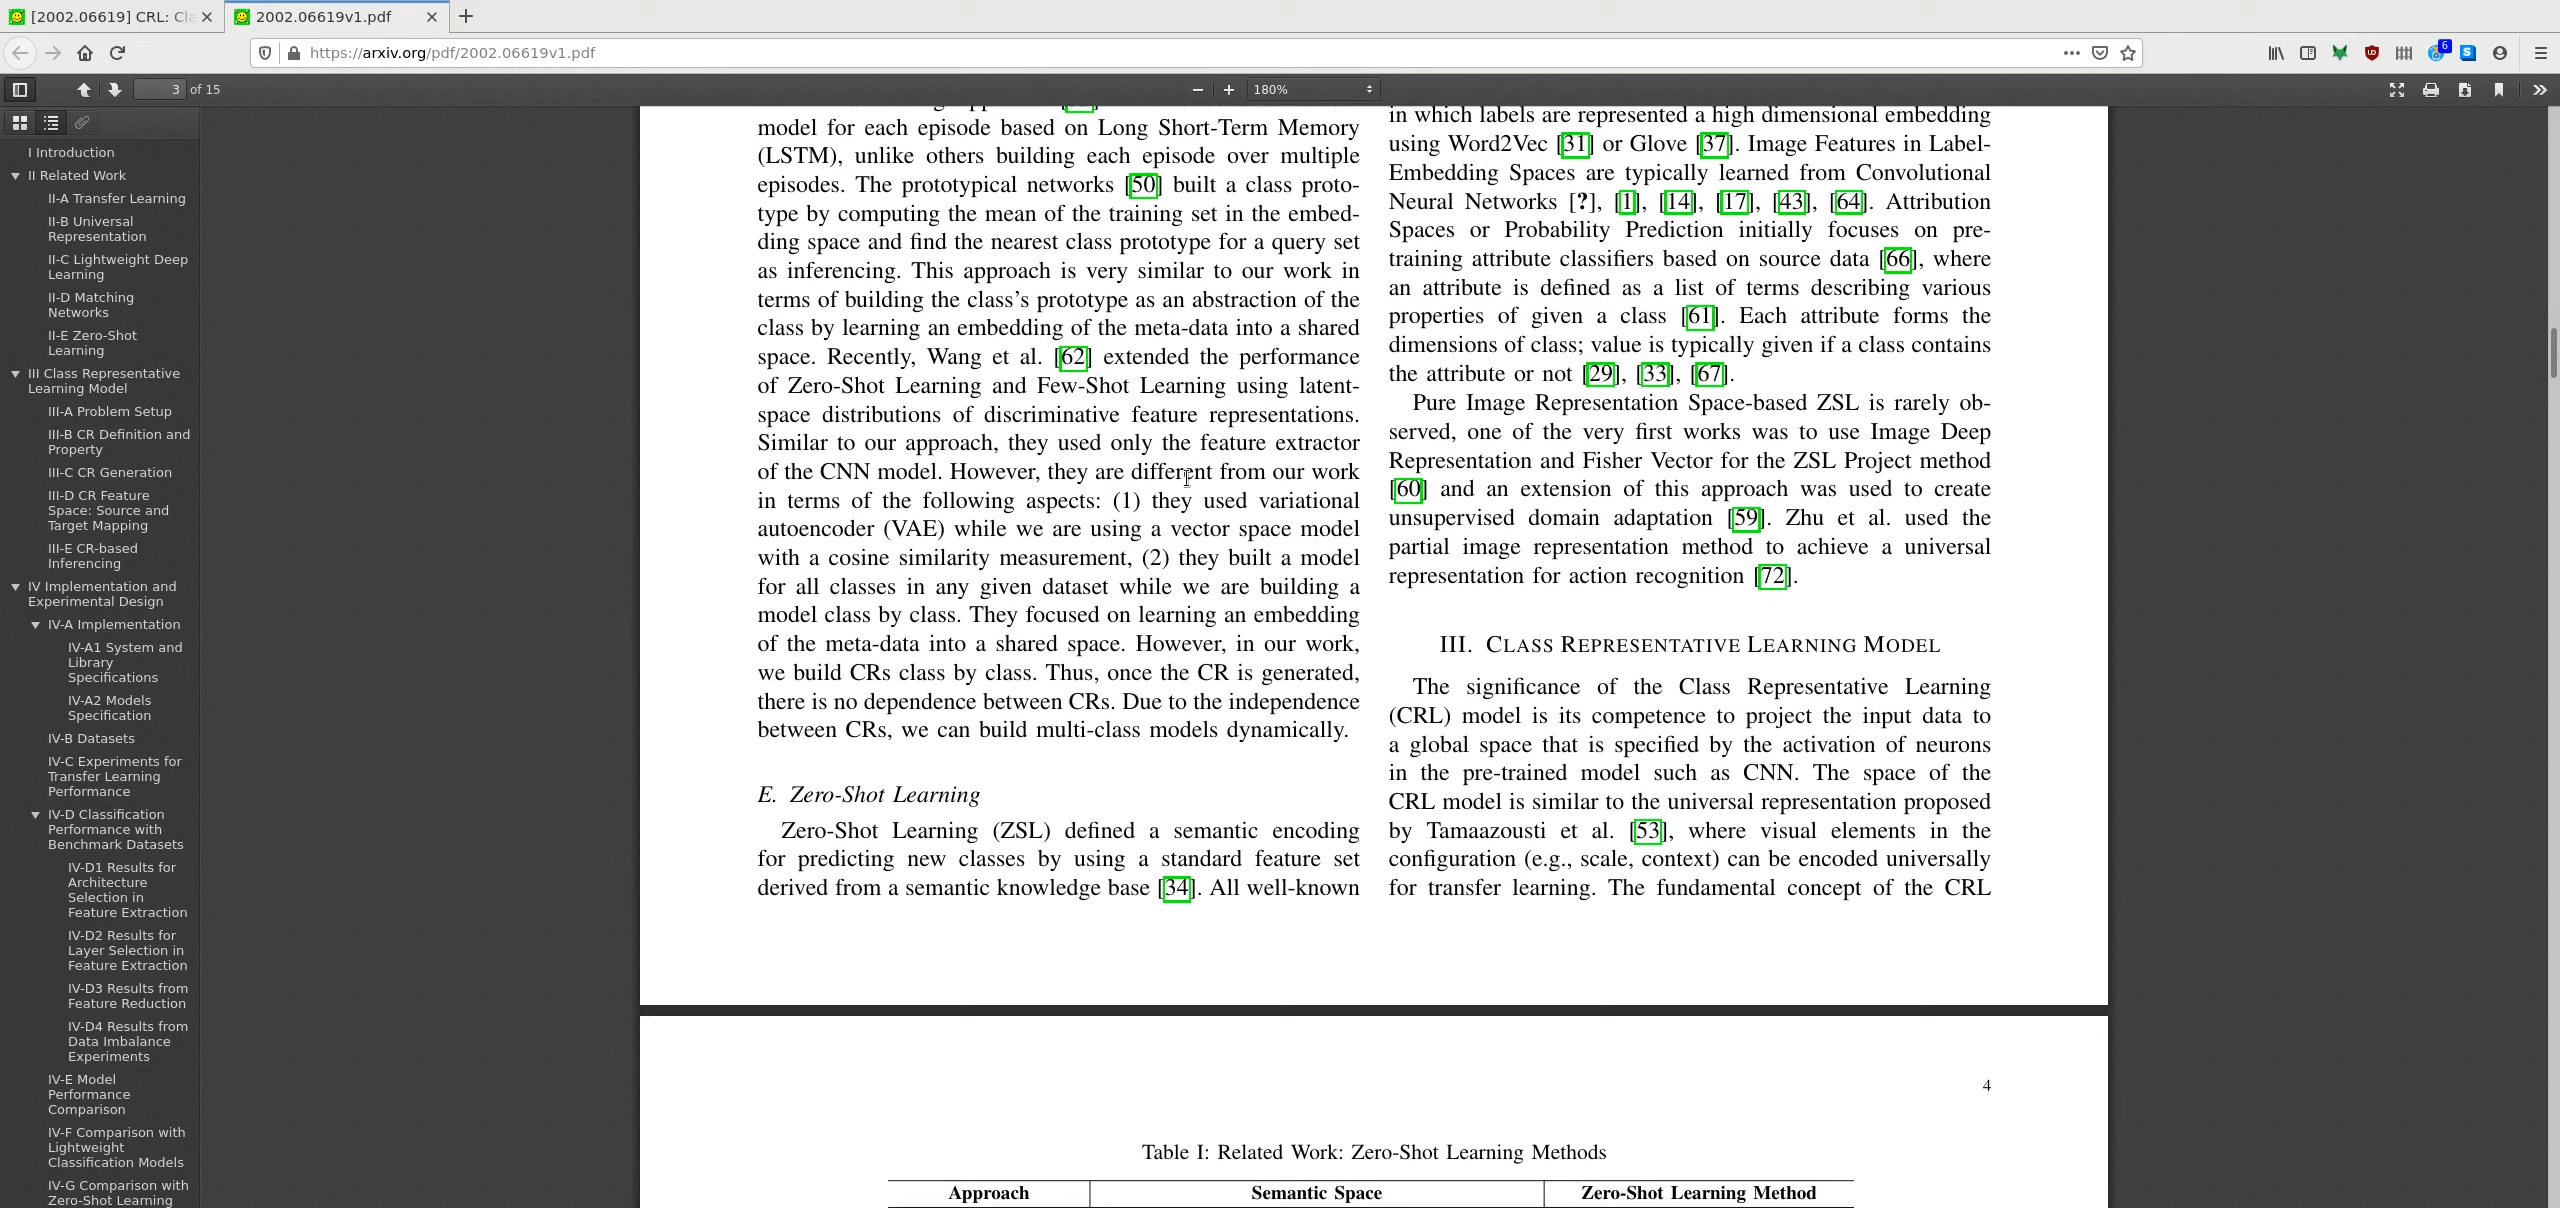 [2002.06619] CRL: Cla
2002.06619v1.pdf
https://arxiv.org/pdf/2002.06619v1.pdf
6
3 of 15
180%
I Introduction
II Related Work
II-A Transfer Learning
II-B Universal
Representation
II-C Lightweight Deep
Learning
II-D Matching
Networks
II-E Zero-Shot
Learning
III Class Representative
Learning Model
III-A Problem Setup
III-B CR Definition and
Property
III-C CR Generation
III-D CR Feature
Space: Source and
Target Mapping
III-E CR-based
Inferencing
IV Implementation and
Experimental Design
IV-A Implementation
IV-A1 System and
Library
Specifications
IV-A2 Models
Specification
IV-B Datasets
IV-C Experiments for
Transfer Learning
Performance
IV-D Classification
Performance with
Benchmark Datasets
IV-D1 Results for
Architecture
Selection in
Feature Extraction
IV-D2 Results for
Layer Selection in
Feature Extraction
IV-D3 Results from
Feature Reduction
IV-D4 Results from
Data Imbalance
Experiments
IV-E Model
Performance
Comparison
IV-F Comparison with
Lightweight
Classification Models
IV-G Comparison with
Zero-Shot Learning
model for each episode based on Long Short-Term Memory
(LSTM), unlike others building each episode over multiple
episodes. The prototypical networks [50] built a class proto-
type by computing the mean of the training set in the embed-
ding space and find the nearest class prototype for a query set
as inferencing. This approach is very similar to our work in
terms of building the class's prototype as an abstraction of the
class by learning an embedding of the meta-data into a shared
space. Recently, Wang et al. [62] extended the performance
of Zero-Shot Learning and Few-Shot Learning using latent-
space distributions of discriminative feature representations.
Similar to our approach, they used only the feature extractor
of the CNN model. However, they are different from our work
in terms of the following aspects: (1) they used variational
autoencoder (VAE) while we are using a vector space model
with a cosine similarity measurement, (2) they built a model
for all classes in any given dataset while we are building a
model class by class. They focused on learning an embedding
of the meta-data into a shared space. However, in our work,
we build CRs class by class. Thus, once the CR is generated,
there is no dependence between CRs. Due to the independence
between CRs, we can build multi-class models dynamically.
E. Zero-Shot Learning
Zero-Shot Learning (ZSL) defined a semantic encoding
for predicting new classes by using a standard feature set
derived from a semantic knowledge base [34]. All well-known
in which labels are represented a high dimensional embedding
using Word2Vec [31] or Glove [37]. Image Features in Label-
Embedding Spaces are typically learned from Convolutional
Neural Networks [?], [1], [14], [17], [43], [64]. Attribution
Spaces or Probability Prediction initially focuses on pre-
training attribute classifiers based on source data [66], where
an attribute is defined as a list of terms describing various
properties of given a class [61]. Each attribute forms the
dimensions of class; value is typically given if a class contains
the attribute or not [29], [33], [67].
Pure Image Representation Space-based ZSL is rarely ob-
served, one of the very first works was to use Image Deep
Representation and Fisher Vector for the ZSL Project method
[60] and an extension of this approach was used to create
unsupervised domain adaptation [59]. Zhu et al. used the
partial image representation method to achieve a universal
representation for action recognition [72].
III. CLASS REPRESENTATIVE LEARNING MODEL
The significance of the Class Representative Learning
(CRL) model is its competence to project the input data to
a global space that is specified by the activation of neurons
in the pre-trained model such as CNN. The space of the
CRL model is similar to the universal representation proposed
by Tamaazousti et al. [53], where visual elements in the
configuration (e.g., scale, context) can be encoded universally
for transfer learning. The fundamental concept of the CRL
4
Table I: Related Work: Zero-Shot Learning Methods
Approach Semantic Space Zero-Shot Learning Method